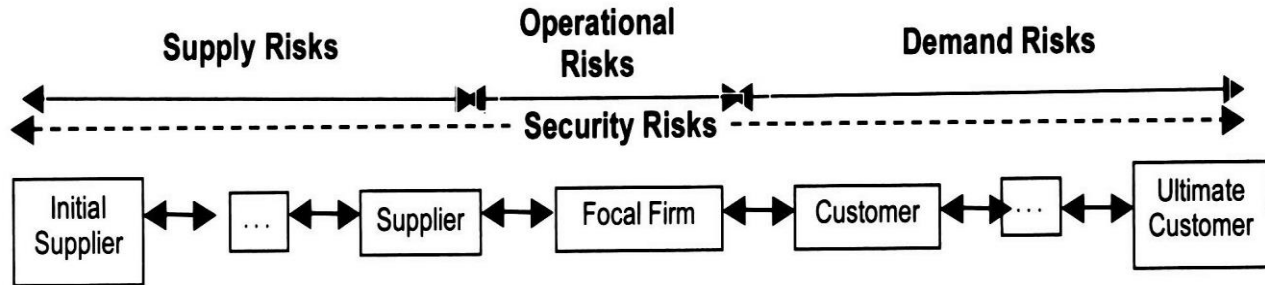 Supply Risks
Operational
Risks
Demand Risks
Security Risks
Initial
Supplier
...
Supplier
Focal Firm
Customer
...
Ultimate
Customer